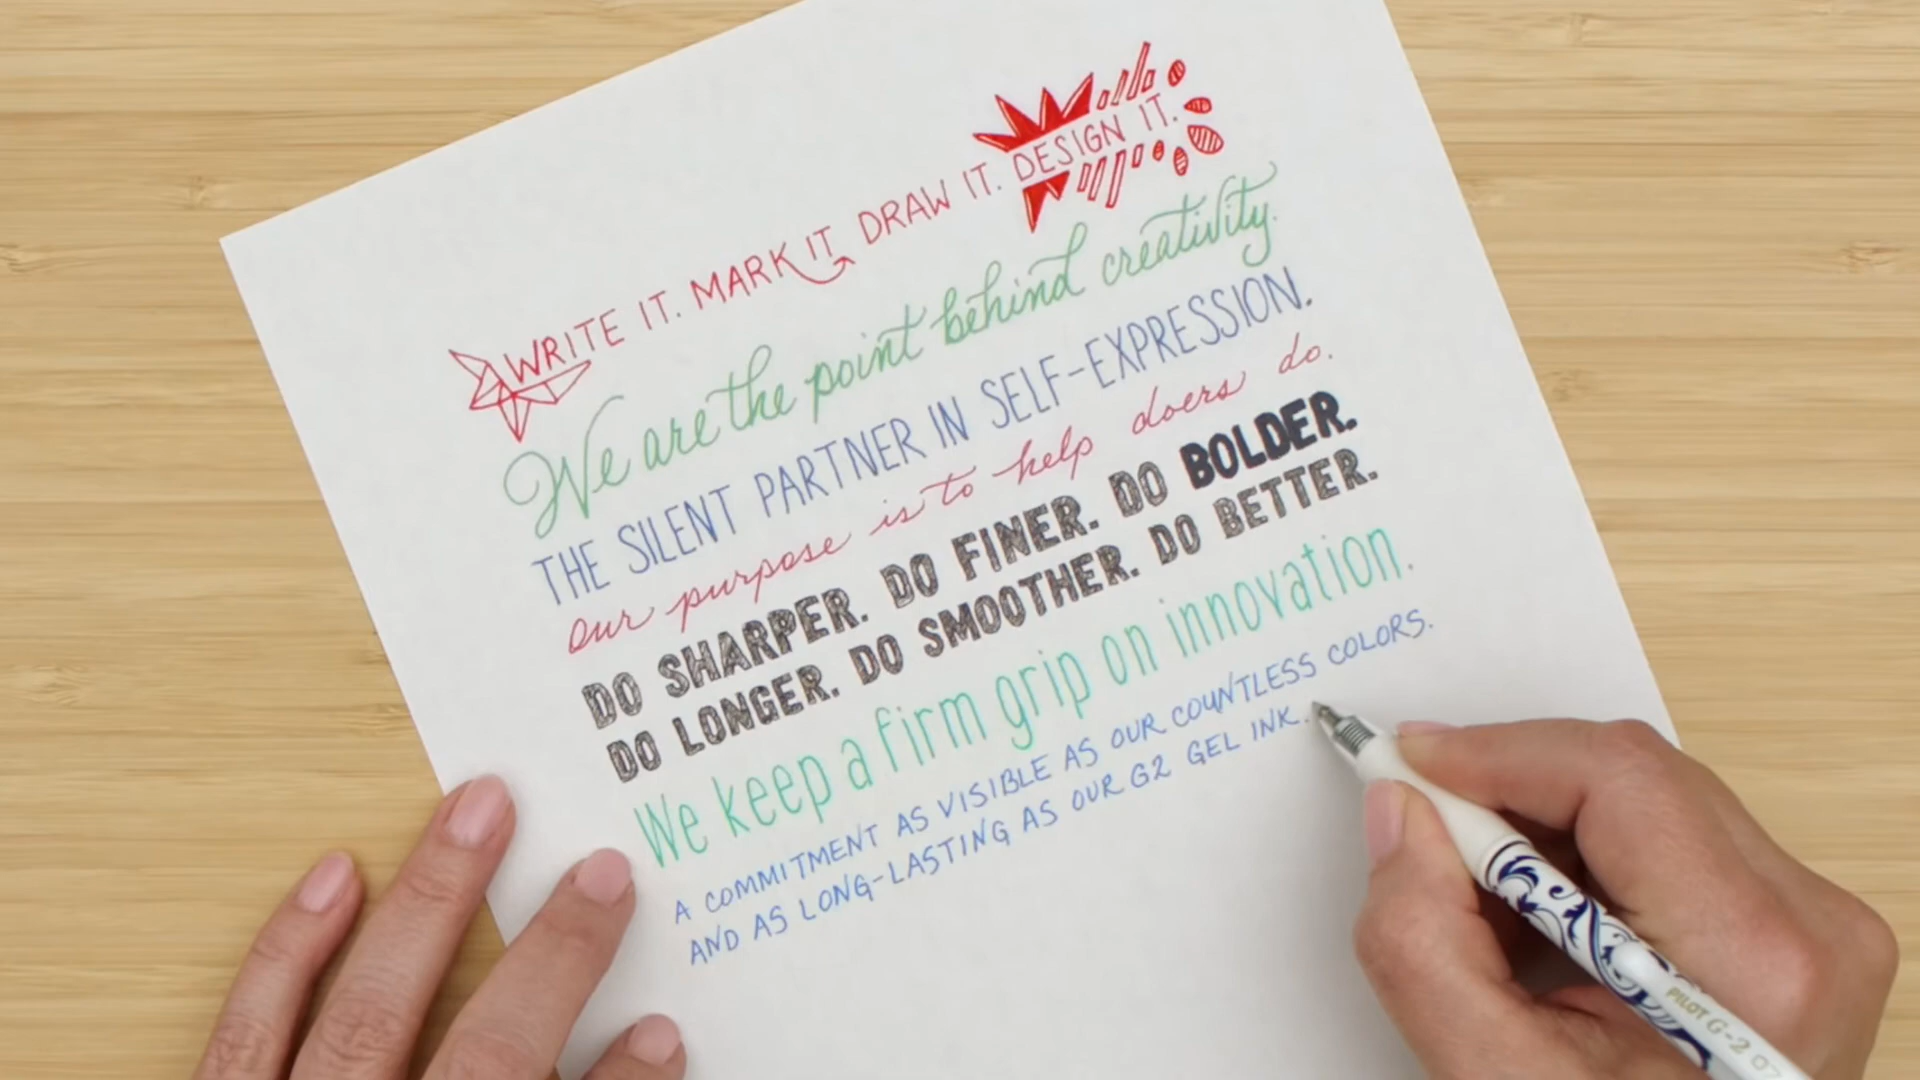 WRITE IT. MARK IT. DRAW IT. DESIGN IT.
We are the point behind creativity.
THE SILENT PARTNER IN SELF-EXPRESSION.
our purpose is to help doers do.
DO SHARPER. DO FINER. DO BOLDER.
DO LONGER. DO SMOOTHER. DO BETTER.
We keep a firm grip on innovation.
A COMMITMENT AS VISIBLE AS OUR COUNTLESS COLORS.
AND AS LONG-LASTING AS OUR G2 GEL INK.
PILOT G-2 07